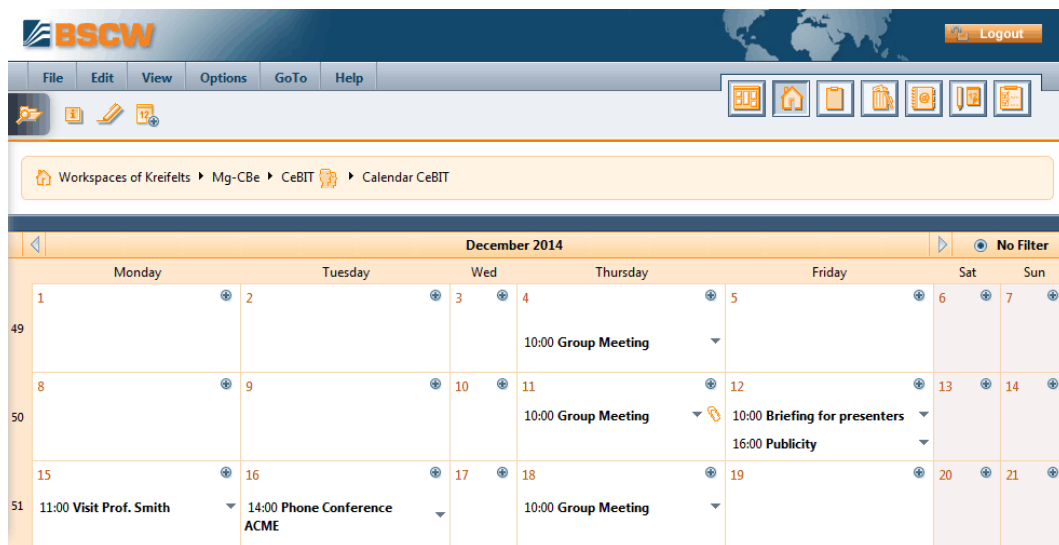 BSCW
Logout
File Edit View Options GoTo Help
12
Workspaces of Kreifelts Mg-CBe CeBIT Calendar CeBIT
December 2014 No Filter
Monday Tuesday Wed Thursday Friday Sat Sun
49
1 2 3 4 5 6 7
10:00 Group Meeting
50
8 9 10 11 12 13 14
10:00 Group Meeting 10:00 Briefing for presenters
16:00 Publicity
51
15 16 17 18 19 20 21
11:00 Visit Prof. Smith 14:00 Phone Conference 10:00 Group Meeting
ACME